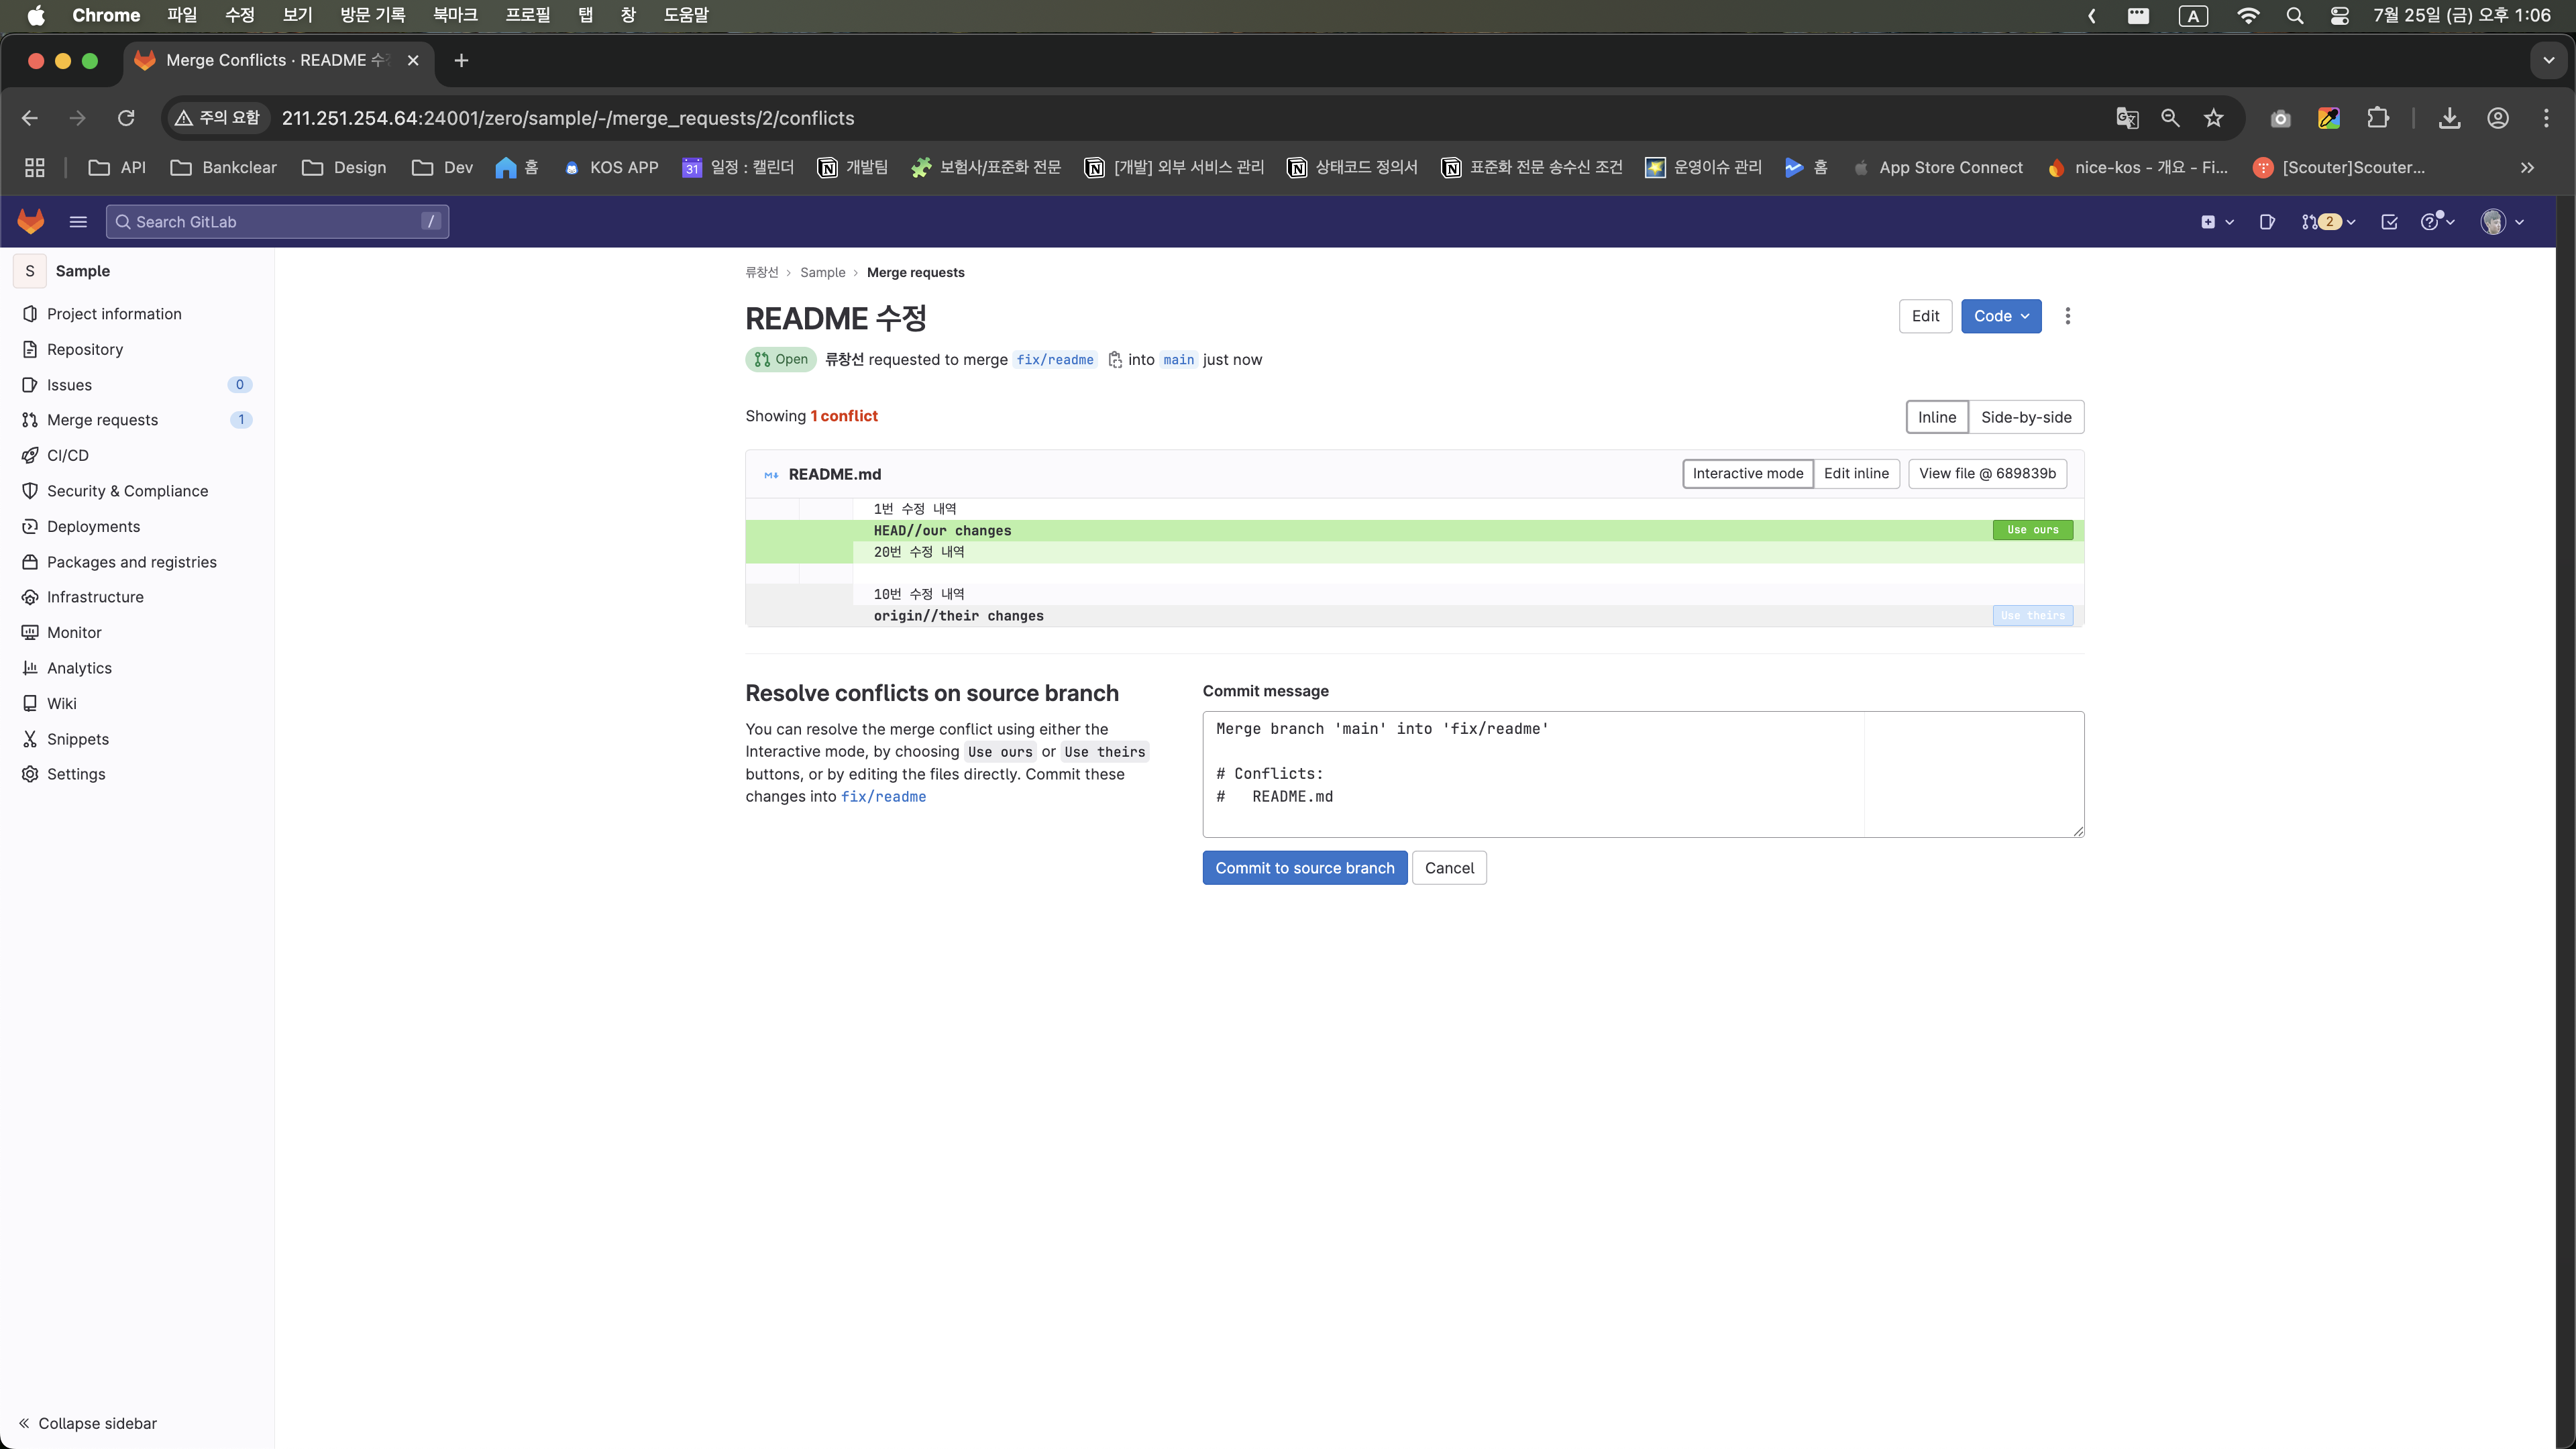 Chrome 파일 수정 보기 방문 기록 북마크 프로필 탭 창 도움말 A 7월 25일 (금) 오후 1:06
Merge Conflicts · README 수정
주의 요함 211.251.254.64:24001/zero/sample/-/merge_requests/2/conflicts
API Bankclear Design Dev 홈 KOS APP 31 일정 : 캘린더 개발팀 보험사/표준화 전문 [개발] 외부 서비스 관리 상태코드 정의서 표준화 전문 송수신 조건 운영이슈 관리 홈 App Store Connect nice-kos - 개요 - Fi... [Scouter]Scouter...
Search GitLab / 2
S Sample
Project information
Repository
Issues 0
Merge requests 1
CI/CD
Security & Compliance
Deployments
Packages and registries
Infrastructure
Monitor
Analytics
Wiki
Snippets
Settings
Collapse sidebar
류창선 › Sample › Merge requests
README 수정
Edit Code
Open 류창선 requested to merge fix/readme into main just now
Showing 1 conflict
Inline Side-by-side
README.md
Interactive mode Edit inline View file @ 689839b
1번 수정 내역
HEAD//our changes Use ours
20번 수정 내역
10번 수정 내역
origin//their changes Use theirs
Resolve conflicts on source branch
You can resolve the merge conflict using either the
Interactive mode, by choosing Use ours or Use theirs
buttons, or by editing the files directly. Commit these
changes into fix/readme
Commit message
Merge branch 'main' into 'fix/readme'
# Conflicts:
#   README.md
Commit to source branch Cancel